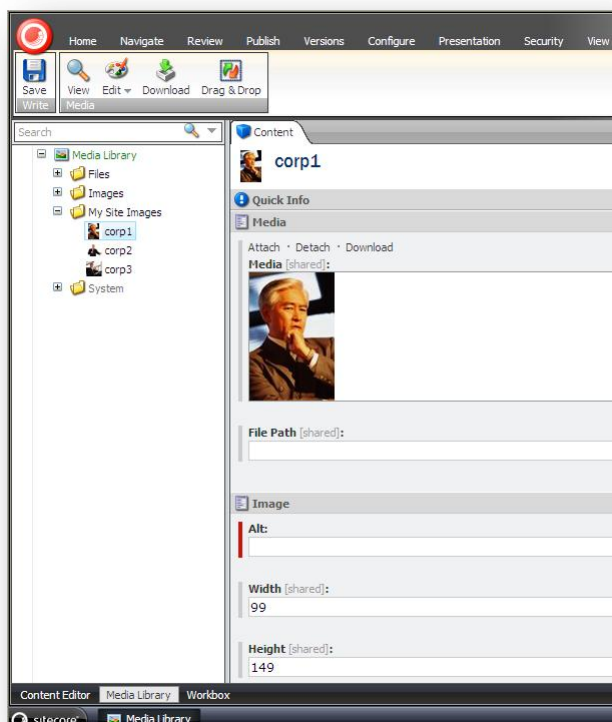 Home Navigate Review Publish Versions Configure Presentation Security View
Save View Edit Download Drag & Drop
Write Media
Search
Media Library
Files
Images
My Site Images
corp1
corp2
corp3
System
Content
corp1
Quick Info
Media
Attach · Detach · Download
Media [shared]:
File Path [shared]:
Image
Alt:
Width [shared]:
99
Height [shared]:
149
Content Editor Media Library Workbox
sitecore Media Library